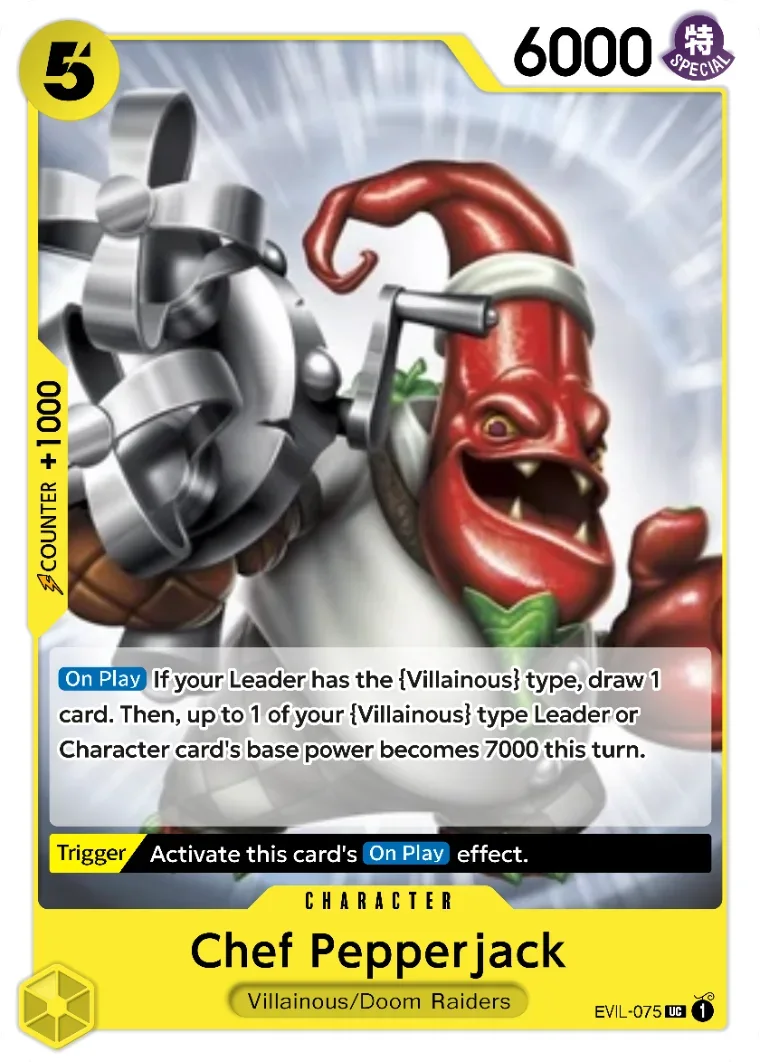 5
6000
特
SPECIAL
COUNTER +1000
On Play If your Leader has the {Villainous} type, draw 1
card. Then, up to 1 of your {Villainous} type Leader or
Character card's base power becomes 7000 this turn.
Trigger Activate this card's On Play effect.
CHARACTER
Chef Pepperjack
Villainous/Doom Raiders
EVIL-075 UC 1